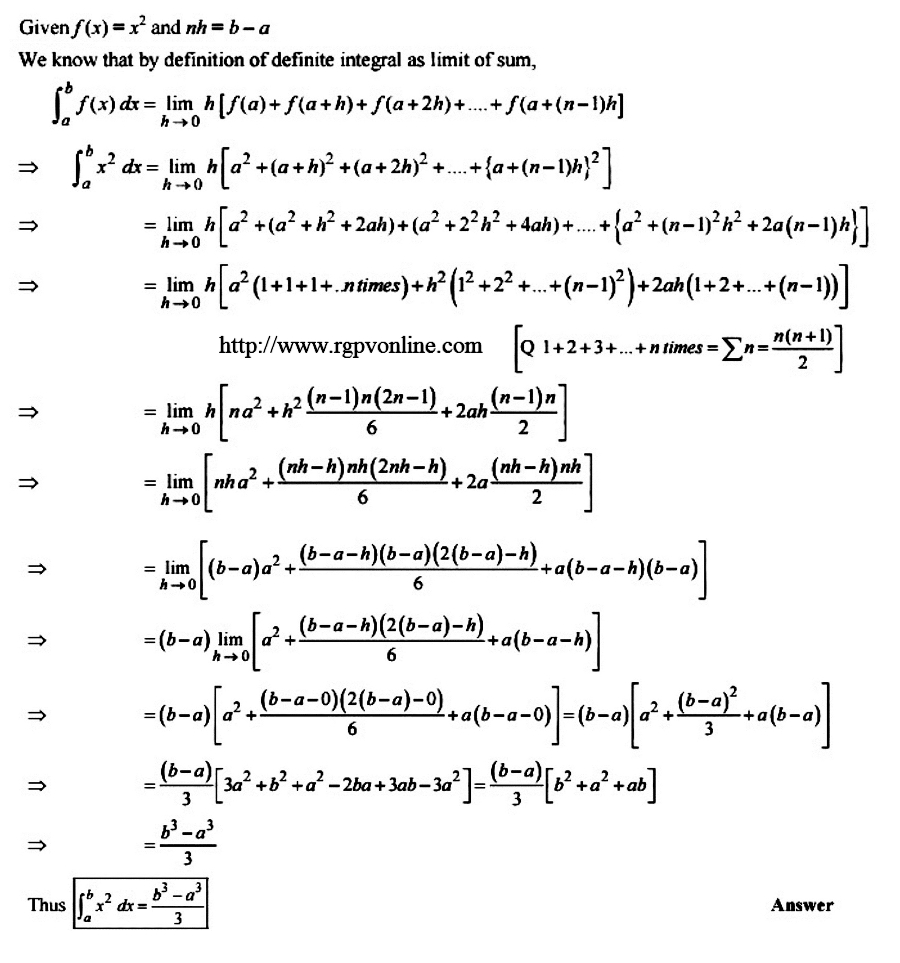 Given f(x) = x² and nh = b – a
We know that by definition of definite integral as limit of sum,
∫ₐᵇ f(x) dx = lim_{h→0} h[f(a) + f(a+h) + f(a+2h) + .... + f(a+(n–1)h]
⇒ ∫ₐᵇ x² dx = lim_{h→0} h[a² + (a+h)² + (a+2h)² + .... + {a+(n–1)h}²]
⇒ = lim_{h→0} h[a² + (a² + h² + 2ah) + (a² + 2²h² + 4ah) + .... + {a² + (n–1)²h² + 2a(n–1)h}]
⇒ = lim_{h→0} h[a²(1+1+1+..n times) + h²(1² + 2² + ... + (n–1)²) + 2ah(1+2+...+(n–1))]
http://www.rgpvonline.com [Q 1+2+3+...+n times = ∑n = n(n+1)/2]
⇒ = lim_{h→0} h[na² + h² (n–1)n(2n–1)/6 + 2ah (n–1)n/2]
⇒ = lim_{h→0} [nha² + (nh–h)nh(2nh–h)/6 + 2a (nh–h)nh/2]
⇒ = lim_{h→0} [(b–a)a² + (b–a–h)(b–a)(2(b–a)–h)/6 + a(b–a–h)(b–a)]
⇒ = (b–a) lim_{h→0} [a² + (b–a–h)(2(b–a)–h)/6 + a(b–a–h)]
⇒ = (b–a)[a² + (b–a–0)(2(b–a)–0)/6 + a(b–a–0)] = (b–a)[a² + (b–a)²/3 + a(b–a)]
⇒ = (b–a)/3 [3a² + b² + a² – 2ba + 3ab – 3a²] = (b–a)/3 [b² + a² + ab]
⇒ = b³ – a³/3
Thus ∫ₐᵇ x² dx = b³ – a³/3 Answer